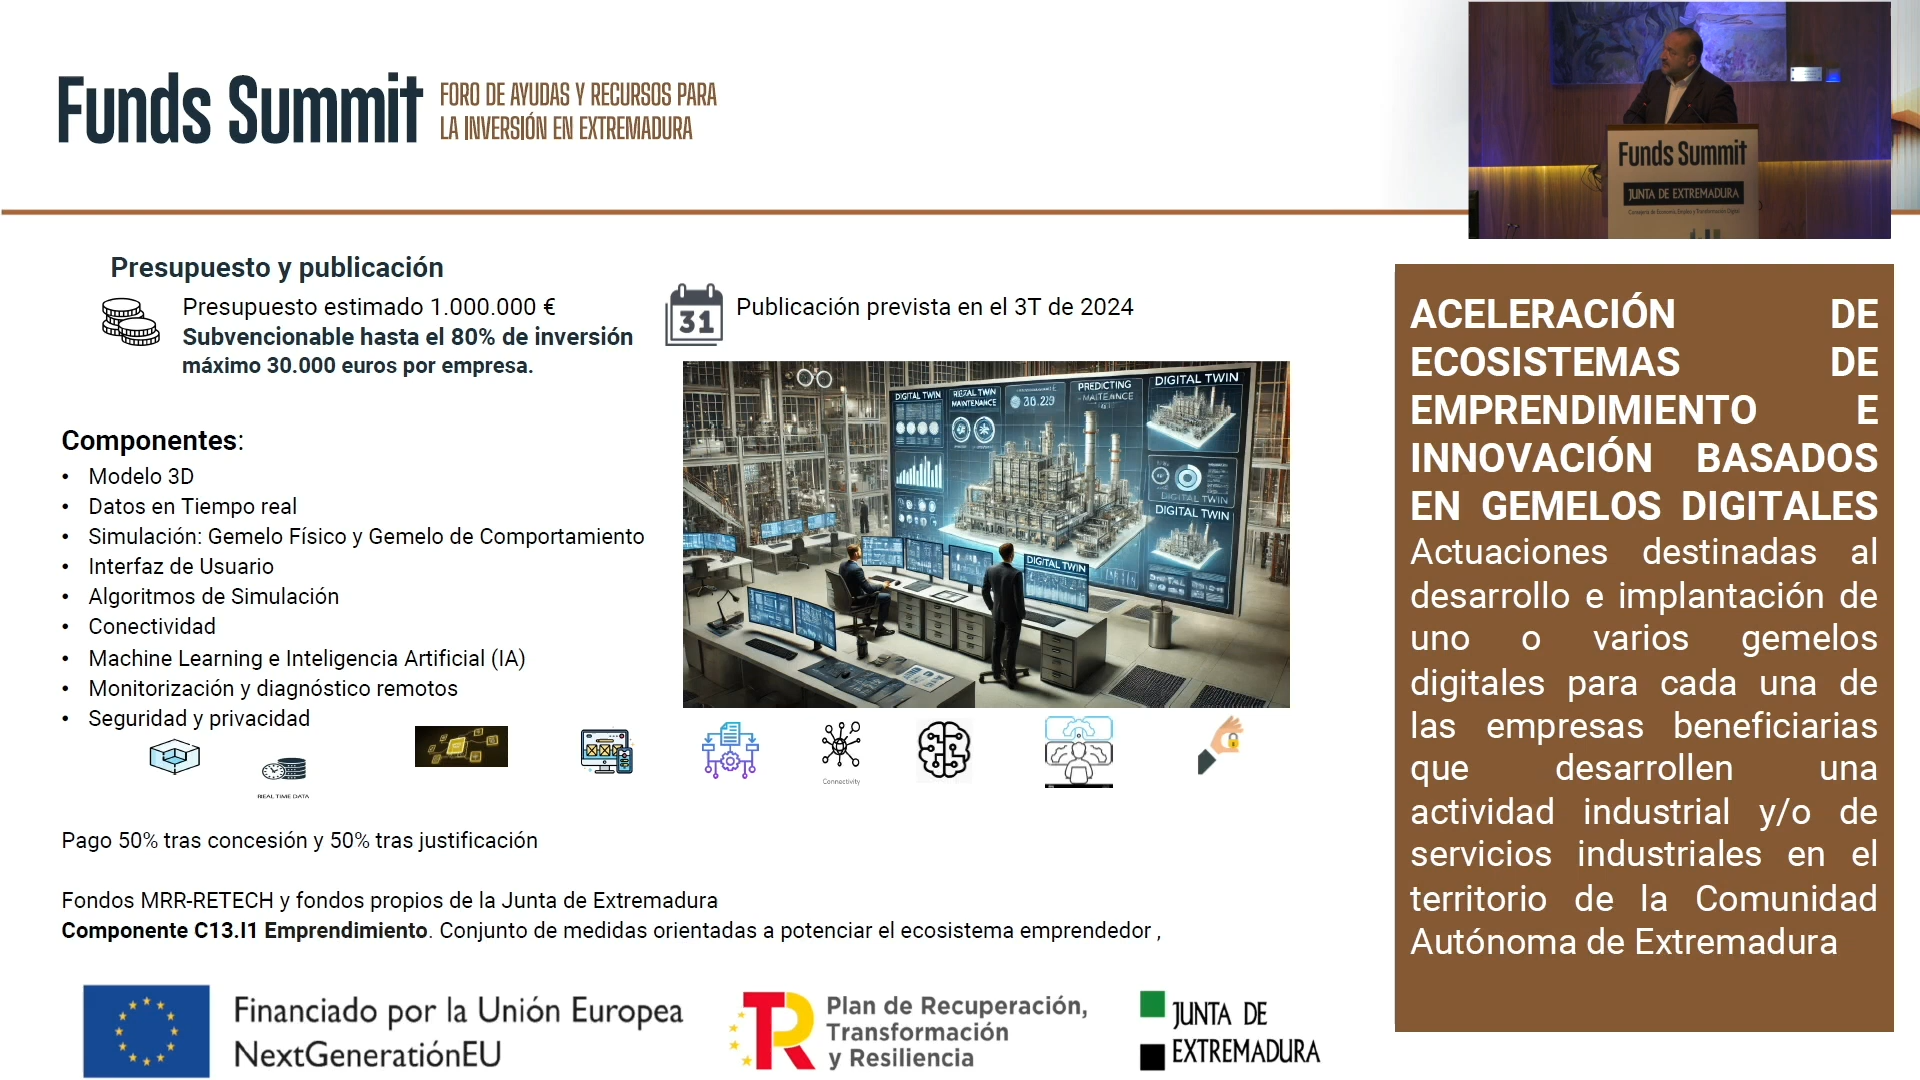 Funds Summit
FORO DE AYUDAS Y RECURSOS PARA
LA INVERSIÓN EN EXTREMADURA
Funds Summit
JUNTA DE EXTREMADURA
Consejería de Economía, Empleo y Transformación Digital
Presupuesto y publicación
Presupuesto estimado 1.000.000 €
Subvencionable hasta el 80% de inversión
máximo 30.000 euros por empresa.
31
Publicación prevista en el 3T de 2024
Componentes:
• Modelo 3D
• Datos en Tiempo real
• Simulación: Gemelo Físico y Gemelo de Comportamiento
• Interfaz de Usuario
• Algoritmos de Simulación
• Conectividad
• Machine Learning e Inteligencia Artificial (IA)
• Monitorización y diagnóstico remotos
• Seguridad y privacidad
DIGITAL TWIN
MAINTENANCE
PREDICTING
DIGITAL TWIN
DIGITAL TWIN
DIGITAL TWIN
DIGITAL TWIN
REAL TIME DATA
Connectivity
Pago 50% tras concesión y 50% tras justificación
Fondos MRR-RETECH y fondos propios de la Junta de Extremadura
Componente C13.I1 Emprendimiento. Conjunto de medidas orientadas a potenciar el ecosistema emprendedor ,
Financiado por la Unión Europea
NextGenerationEU
Plan de Recuperación,
Transformación
y Resiliencia
JUNTA DE
EXTREMADURA
ACELERACIÓN DE
ECOSISTEMAS DE
EMPRENDIMIENTO E
INNOVACIÓN BASADOS
EN GEMELOS DIGITALES
Actuaciones destinadas al
desarrollo e implantación de
uno o varios gemelos
digitales para cada una de
las empresas beneficiarias
que desarrollen una
actividad industrial y/o de
servicios industriales en el
territorio de la Comunidad
Autónoma de Extremadura